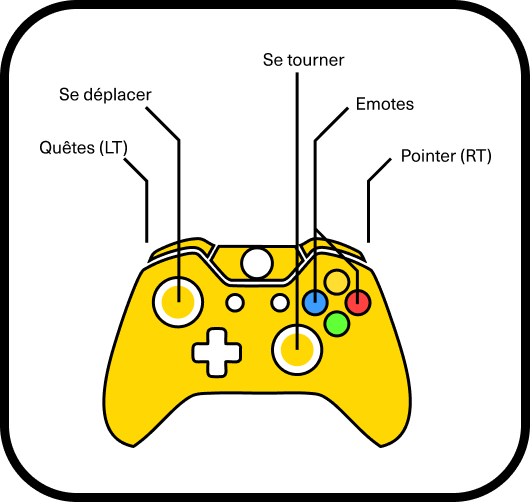 Se tourner
Se déplacer
Emotes
Quêtes (LT)
Pointer (RT)